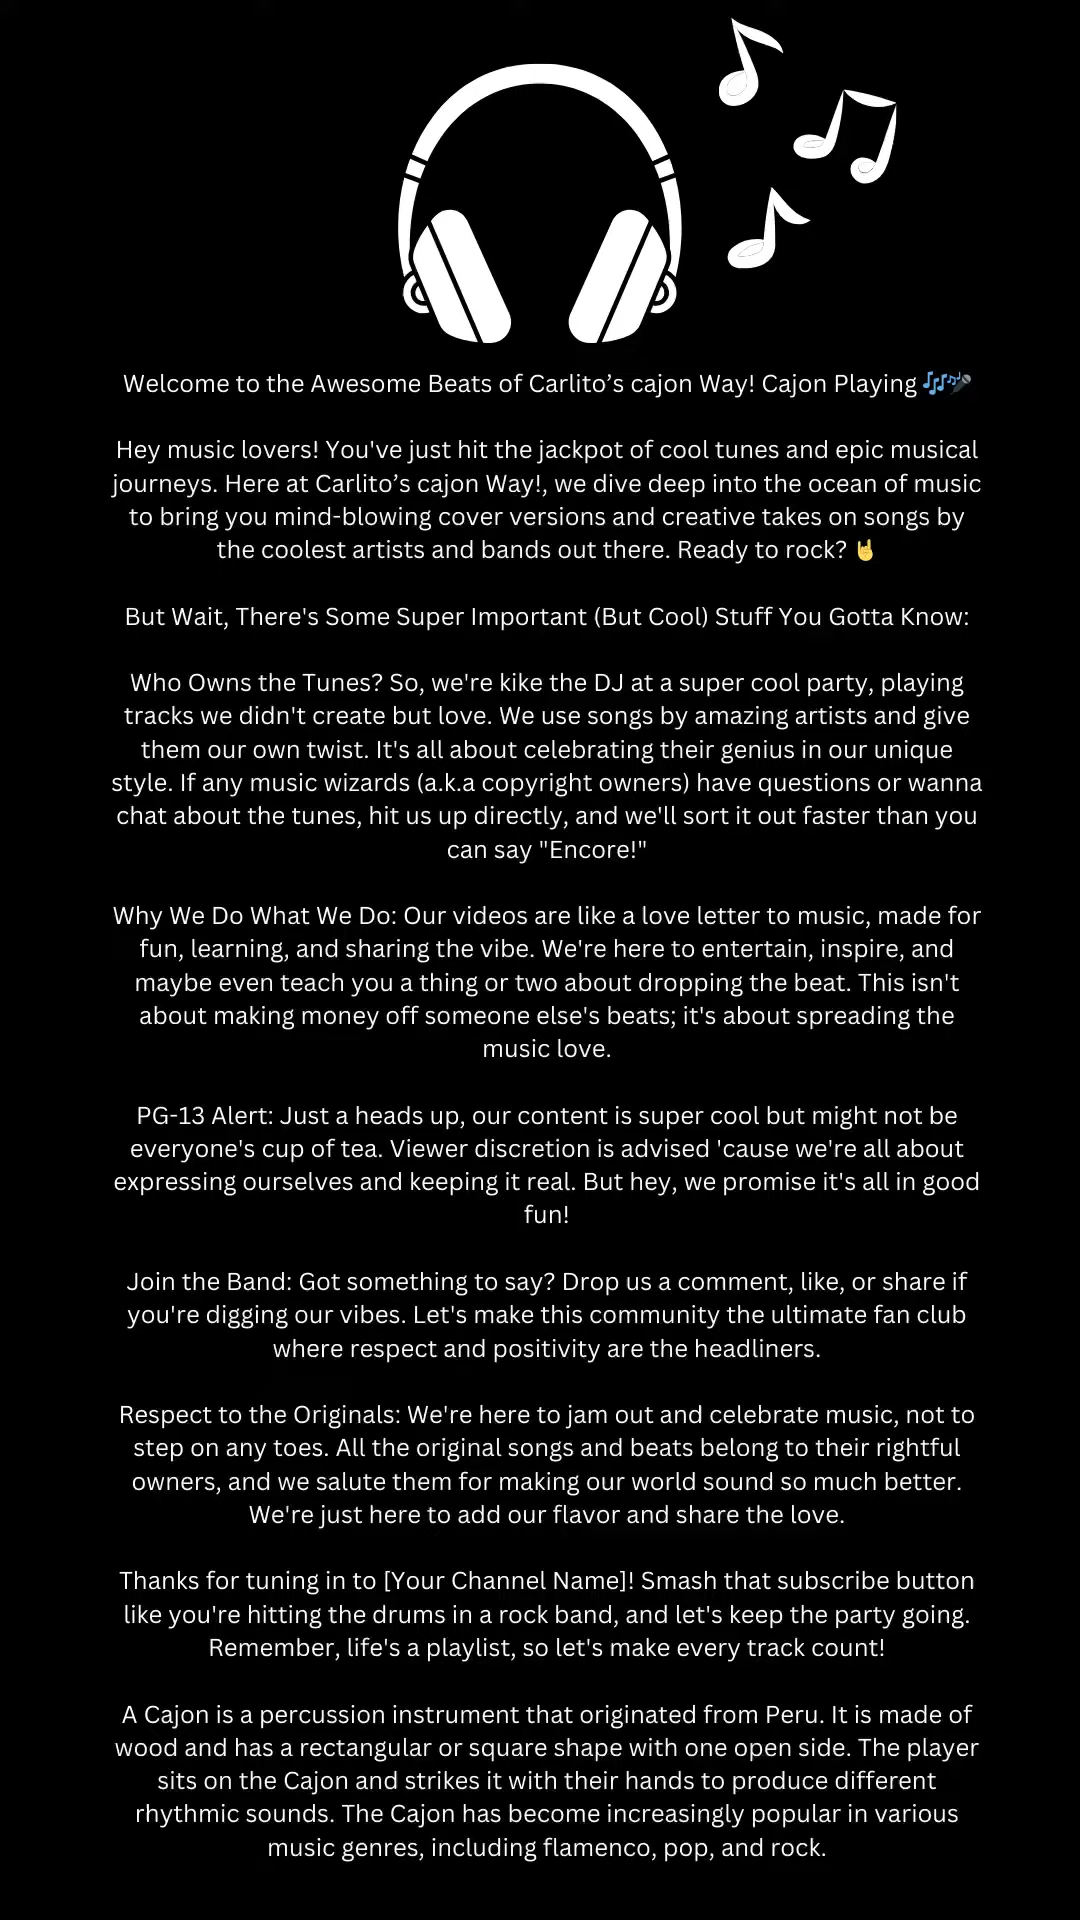 Welcome to the Awesome Beats of Carlito’s cajon Way! Cajon Playing 🎶🎤
Hey music lovers! You've just hit the jackpot of cool tunes and epic musical
journeys. Here at Carlito’s cajon Way!, we dive deep into the ocean of music
to bring you mind-blowing cover versions and creative takes on songs by
the coolest artists and bands out there. Ready to rock? 🤘
But Wait, There's Some Super Important (But Cool) Stuff You Gotta Know:
Who Owns the Tunes? So, we're kike the DJ at a super cool party, playing
tracks we didn't create but love. We use songs by amazing artists and give
them our own twist. It's all about celebrating their genius in our unique
style. If any music wizards (a.k.a copyright owners) have questions or wanna
chat about the tunes, hit us up directly, and we'll sort it out faster than you
can say "Encore!"
Why We Do What We Do: Our videos are like a love letter to music, made for
fun, learning, and sharing the vibe. We're here to entertain, inspire, and
maybe even teach you a thing or two about dropping the beat. This isn't
about making money off someone else's beats; it's about spreading the
music love.
PG-13 Alert: Just a heads up, our content is super cool but might not be
everyone's cup of tea. Viewer discretion is advised 'cause we're all about
expressing ourselves and keeping it real. But hey, we promise it's all in good
fun!
Join the Band: Got something to say? Drop us a comment, like, or share if
you're digging our vibes. Let's make this community the ultimate fan club
where respect and positivity are the headliners.
Respect to the Originals: We're here to jam out and celebrate music, not to
step on any toes. All the original songs and beats belong to their rightful
owners, and we salute them for making our world sound so much better.
We're just here to add our flavor and share the love.
Thanks for tuning in to [Your Channel Name]! Smash that subscribe button
like you're hitting the drums in a rock band, and let's keep the party going.
Remember, life's a playlist, so let's make every track count!
A Cajon is a percussion instrument that originated from Peru. It is made of
wood and has a rectangular or square shape with one open side. The player
sits on the Cajon and strikes it with their hands to produce different
rhythmic sounds. The Cajon has become increasingly popular in various
music genres, including flamenco, pop, and rock.